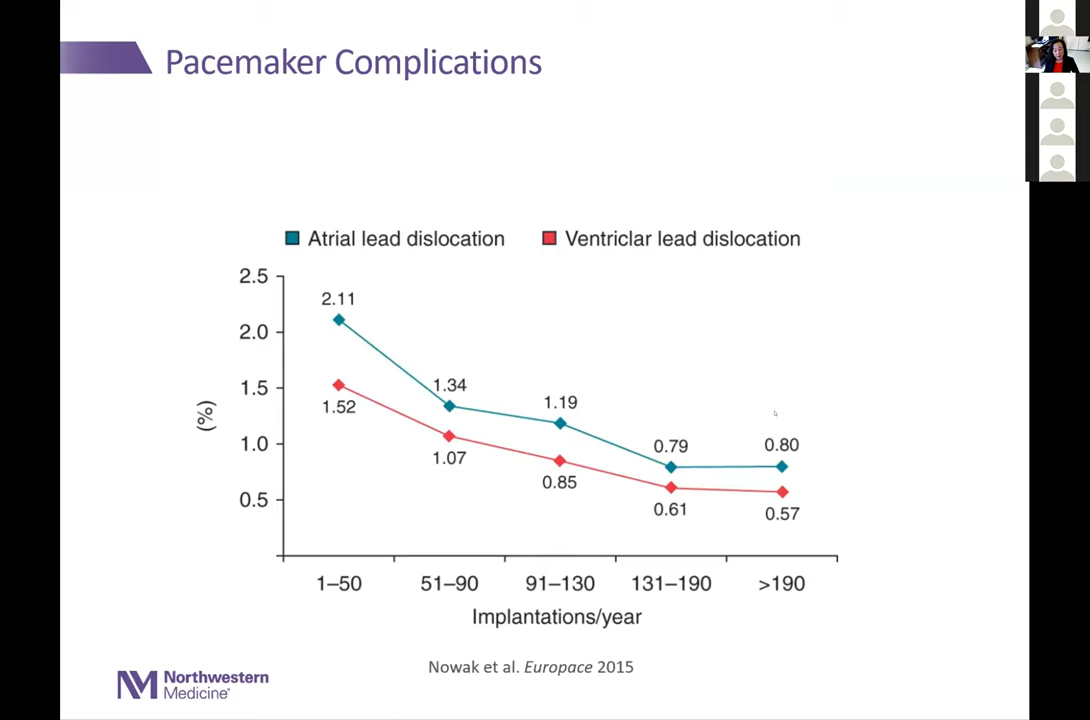 Pacemaker Complications
Atrial lead dislocation
Ventriclar lead dislocation
2.5
2.0
1.5
1.0
0.5
(%)
2.11
1.34
1.19
0.79
0.80
1.52
1.07
0.85
0.61
0.57
1–50
51–90
91–130
131–190
>190
Implantations/year
Nowak et al. Europace 2015
NM
Northwestern
Medicine®